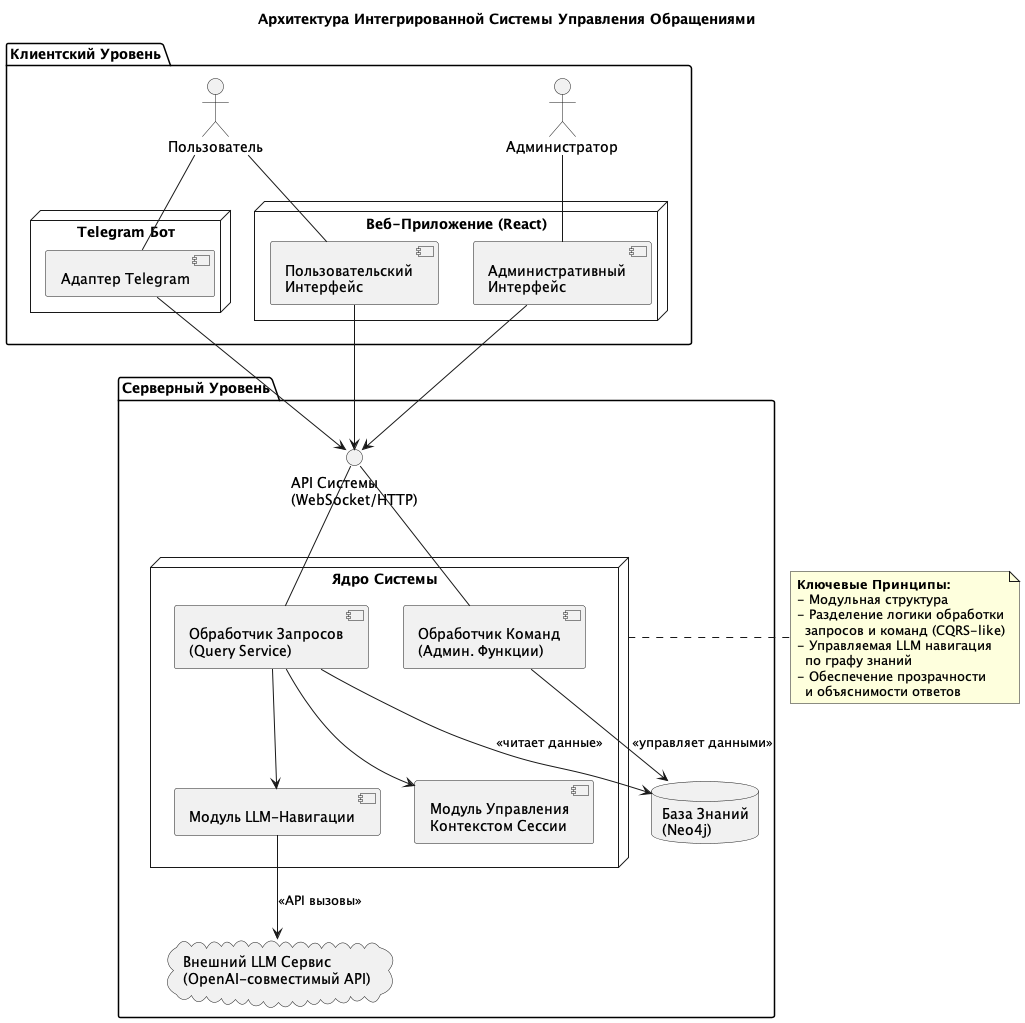 Архитектура Интегрированной Системы Управления Обращениями
Клиентский Уровень
Пользователь
Администратор
Telegram Бот
Адаптер Telegram
Веб-Приложение (React)
Пользовательский
Интерфейс
Административный
Интерфейс
Серверный Уровень
API Системы
(WebSocket/HTTP)
Ядро Системы
Обработчик Запросов
(Query Service)
Обработчик Команд
(Админ. Функции)
Ключевые Принципы:
- Модульная структура
- Разделение логики обработки
запросов и команд (CQRS-like)
- Управляемая LLM навигация
по графу знаний
- Обеспечение прозрачности
и объяснимости ответов
«читает данные»
«управляет данными»
Модуль LLM-Навигации
Модуль Управления
Контекстом Сессии
База Знаний
(Neo4j)
«API вызовы»
Внешний LLM Сервис
(OpenAI-совместимый API)